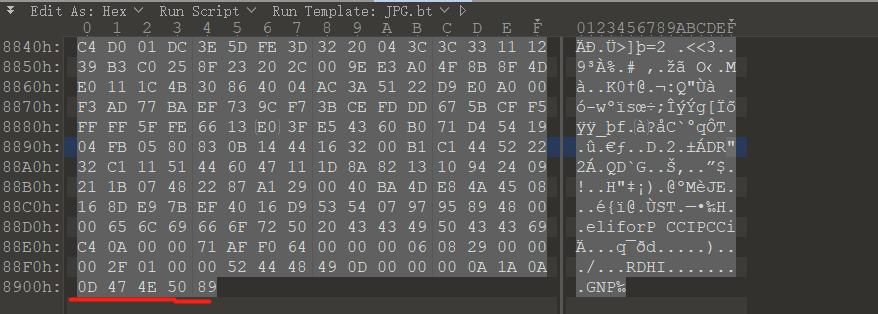 Edit As: Hex Run Script Run Template: JPG.bt
0 1 2 3 4 5 6 7 8 9 A B C D E F 0123456789ABCDEF
8840h: C4 D0 01 DC 3E 5D FE 3D 32 20 04 3C 3C 33 11 12 ÄÐ.Ü>]þ=2 .<<3..
8850h: 39 B3 C0 25 8F 23 20 2C 00 9E E3 A0 4F 8B 8F 4D 9³À%.# ,.žã O‹.M
8860h: E0 11 1C 4B 30 86 40 04 AC 3A 51 22 D9 E0 A0 00 à..K0†@.¬:Q"Ùà .
8870h: F3 AD 77 BA EF 73 9C F7 3B CE FD DD 67 5B CF F5 ó-wºïsœ÷;ÎýÝg[Ïõ
8880h: FF FF 5F FE 66 13 E0 3F E5 43 60 B0 71 D4 54 19 ÿÿ_þf.à?åC`°qÔT.
8890h: 04 FB 05 80 83 0B 14 44 16 32 00 B1 C1 44 52 22 .û.€ƒ..D.2.±ÁDR"
88A0h: 32 C1 11 51 44 60 47 11 1D 8A 82 13 10 94 24 09 2Á.QD`G..Š‚..”$.
88B0h: 21 1B 07 48 22 87 A1 29 00 40 BA 4D E8 4A 45 08 !..H"‡¡).@ºMèJE.
88C0h: 16 8D E9 7B EF 40 16 D9 53 54 07 97 95 89 48 00 ..é{ï@.ÙST.—•‰H.
88D0h: 00 65 6C 69 66 6F 72 50 20 43 43 49 50 43 43 69 .eliforP CCIPCCi
88E0h: C4 0A 00 00 71 AF F0 64 00 00 00 06 08 29 00 00 Ä...q¯ðd.....)..
88F0h: 00 2F 01 00 00 52 44 48 49 0D 00 00 00 0A 1A 0A ./...RDHI.......
8900h: 0D 47 4E 50 89 .GNP‰